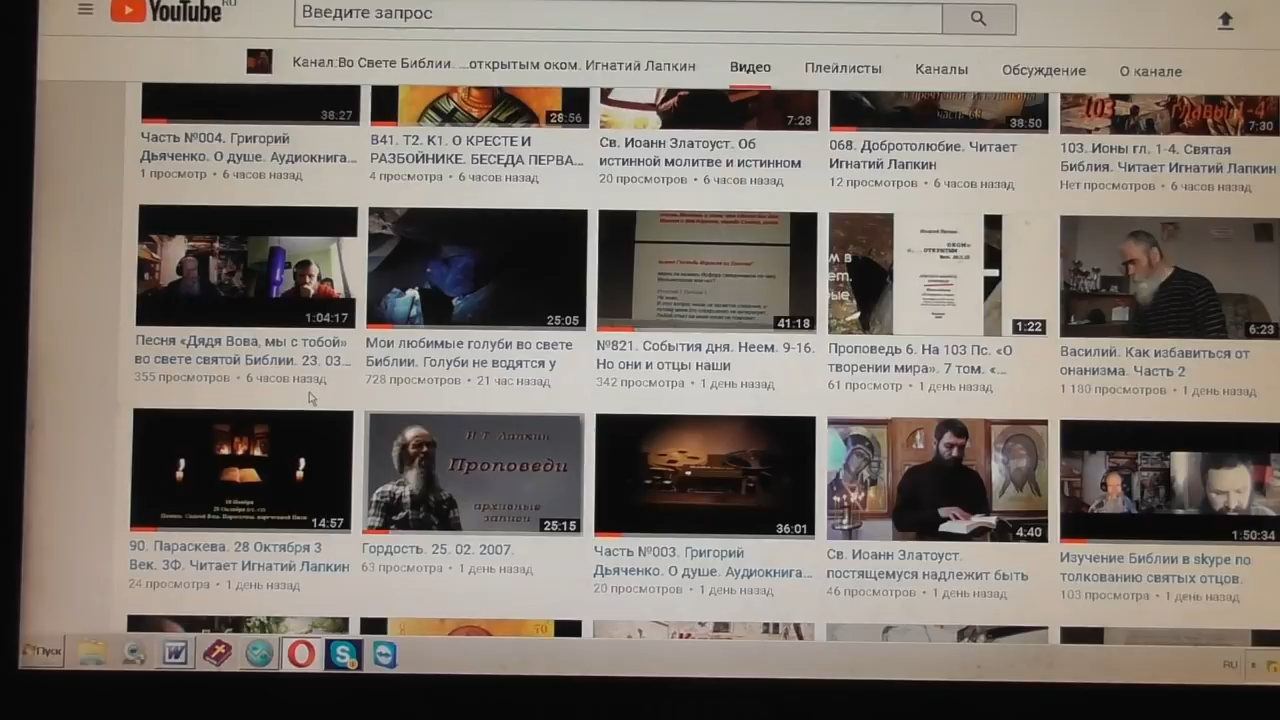 YouTube RU
Введите запрос
Канал:Во Свете Библии. ...открытым оком. Игнатий Лапкин
Видео
Плейлисты
Каналы
Обсуждение
О канале
38:27
28:56
7:28
38:50
103 главы 1-4
7:30
Часть №004. Григорий
Дьяченко. О душе. Аудиокнига...
1 просмотр • 6 часов назад
В41. Т2. К1. О КРЕСТЕ И
РАЗБОЙНИКЕ. БЕСЕДА ПЕРВА...
4 просмотра • 6 часов назад
Св. Иоанн Златоуст. Об
истинной молитве и истинном
20 просмотров • 6 часов назад
068. Добротолюбие. Читает
Игнатий Лапкин
12 просмотров • 6 часов назад
103. Ионы гл. 1-4. Святая
Библия. Читает Игнатий Лапкин
Нет просмотров • 6 часов назад
1:04:17
25:05
41:18
1:22
6:23
Песня «Дядя Вова, мы с тобой»
во свете святой Библии. 23. 03...
355 просмотров • 6 часов назад
Мои любимые голуби во свете
Библии. Голуби не водятся у
728 просмотров • 21 час назад
№821. События дня. Неем. 9-16.
Но они и отцы наши
342 просмотра • 1 день назад
Проповедь 6. На 103 Пс. «О
творении мира». 7 том. «...
61 просмотр • 1 день назад
Василий. Как избавиться от
онанизма. Часть 2
1 180 просмотров • 1 день назад
14:57
И.Т. Лапкин
Проповеди
архивные
записи
25:15
36:01
4:40
1:50:34
90. Параскева. 28 Октября 3
Век. ЗФ. Читает Игнатий Лапкин
24 просмотра • 1 день назад
Гордость. 25. 02. 2007.
63 просмотра • 1 день назад
Часть №003. Григорий
Дьяченко. О душе. Аудиокнига...
20 просмотров • 1 день назад
Св. Иоанн Златоуст.
постящемуся надлежит быть
46 просмотров • 1 день назад
Изучение Библии в skype по
толкованию святых отцов.
103 просмотра • 1 день назад
Пуск
RU